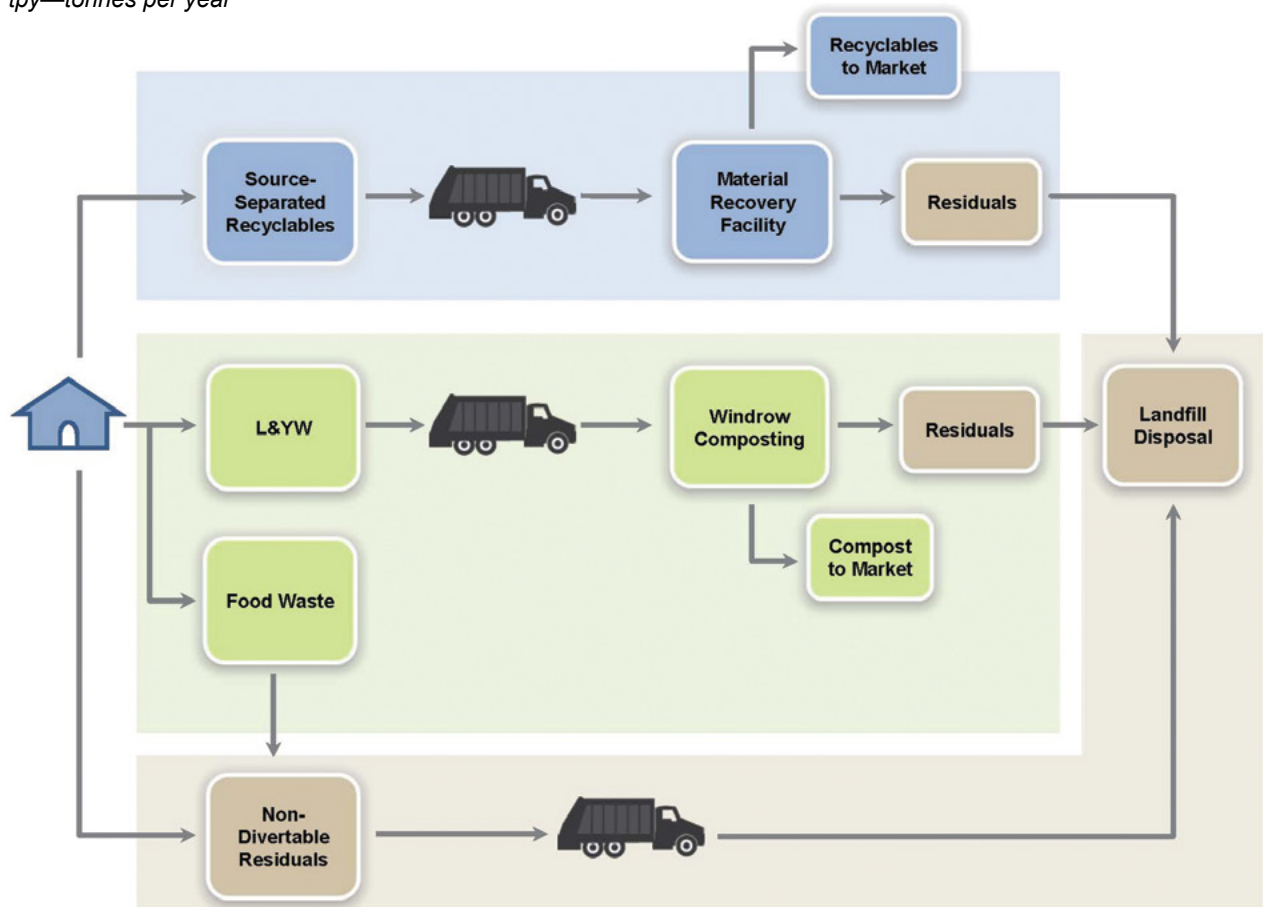 tpy—tonnes per year
Recyclables
to Market
Source-
Separated
Recyclables
Material
Recovery
Facility
Residuals
L&YW
Windrow
Composting
Residuals
Landfill
Disposal
Compost
to Market
Food Waste
Non-
Divertable
Residuals